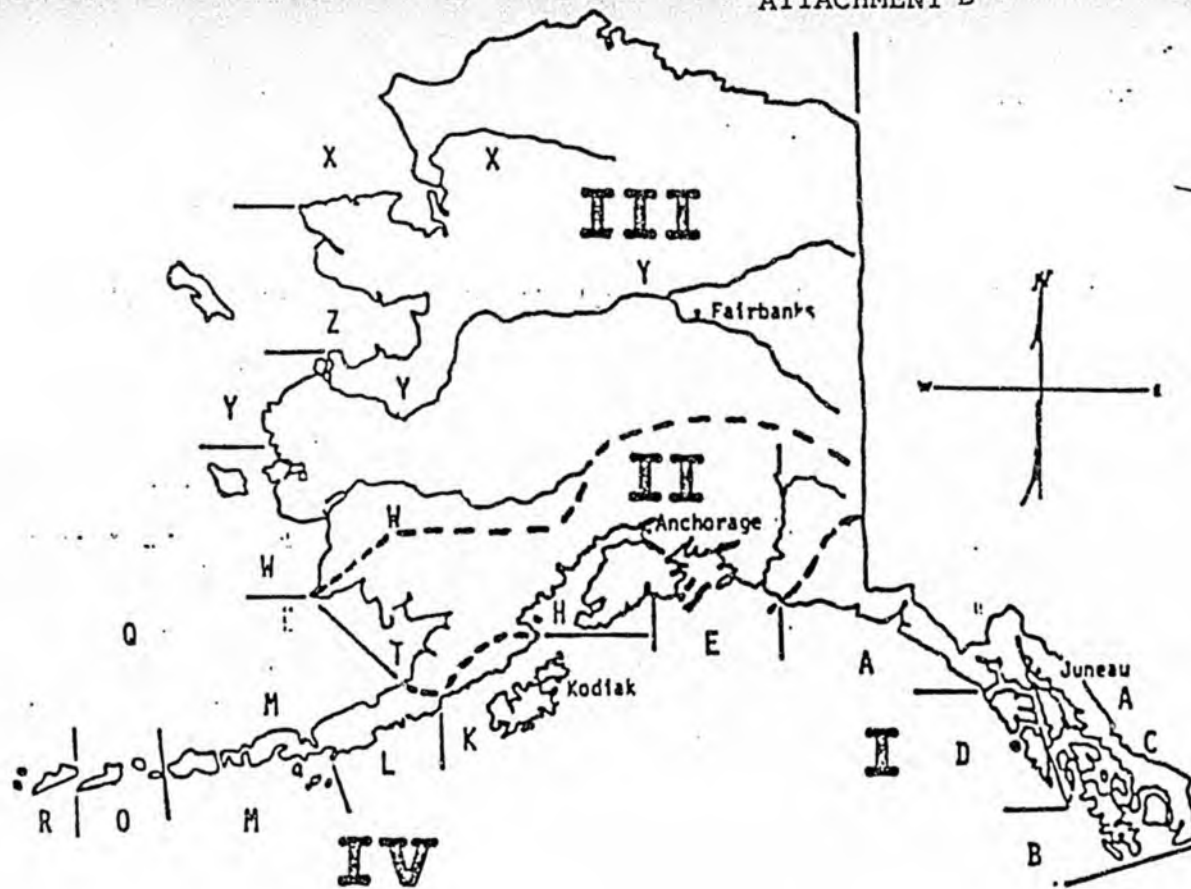 ATTACHMENT B
X
X
III
N
Y
Fairbanks
Z
Y
W
E
Y
II
Anchorage
W
W
H
Q
T
E
A
Juneau
A
Kodiak
M
K
C
L
I
D
R
O
M
B
IV